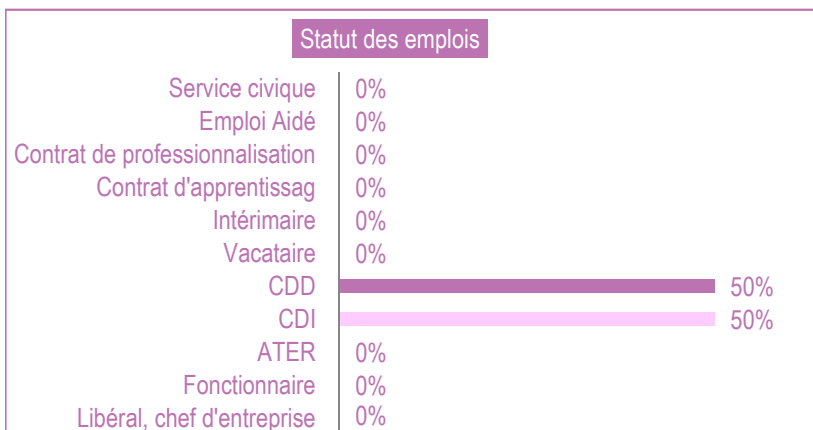 Statut des emplois
Service civique 0%
Emploi Aidé 0%
Contrat de professionnalisation 0%
Contrat d'apprentissag 0%
Intérimaire 0%
Vacataire 0%
CDD 50%
CDI 50%
ATER 0%
Fonctionnaire 0%
Libéral, chef d'entreprise 0%